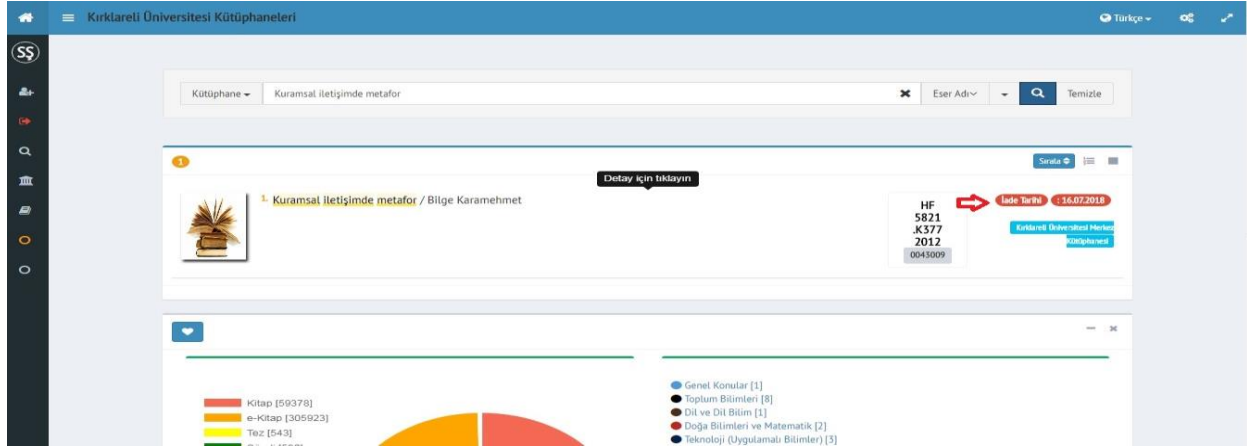 Kırklareli Üniversitesi Kütüphaneleri
Türkçe
SŞ
Kütüphane
Kuramsal iletişimde metafor
Eser Adı
Temizle
1
Sırala
Detay için tıklayın
1. Kuramsal iletişimde metafor / Bilge Karamehmet
HF
5821
.K377
2012
0043009
İade Tarihi : 16.07.2018
Kırklareli Üniversitesi Merkez
Kütüphanesi
Kitap [59378]
e-Kitap [305923]
Tez [543]
Genel Konular [1]
Toplum Bilimleri [8]
Dil ve Dil Bilim [1]
Doğa Bilimleri ve Matematik [2]
Teknoloji (Uygulamalı Bilimler) [3]